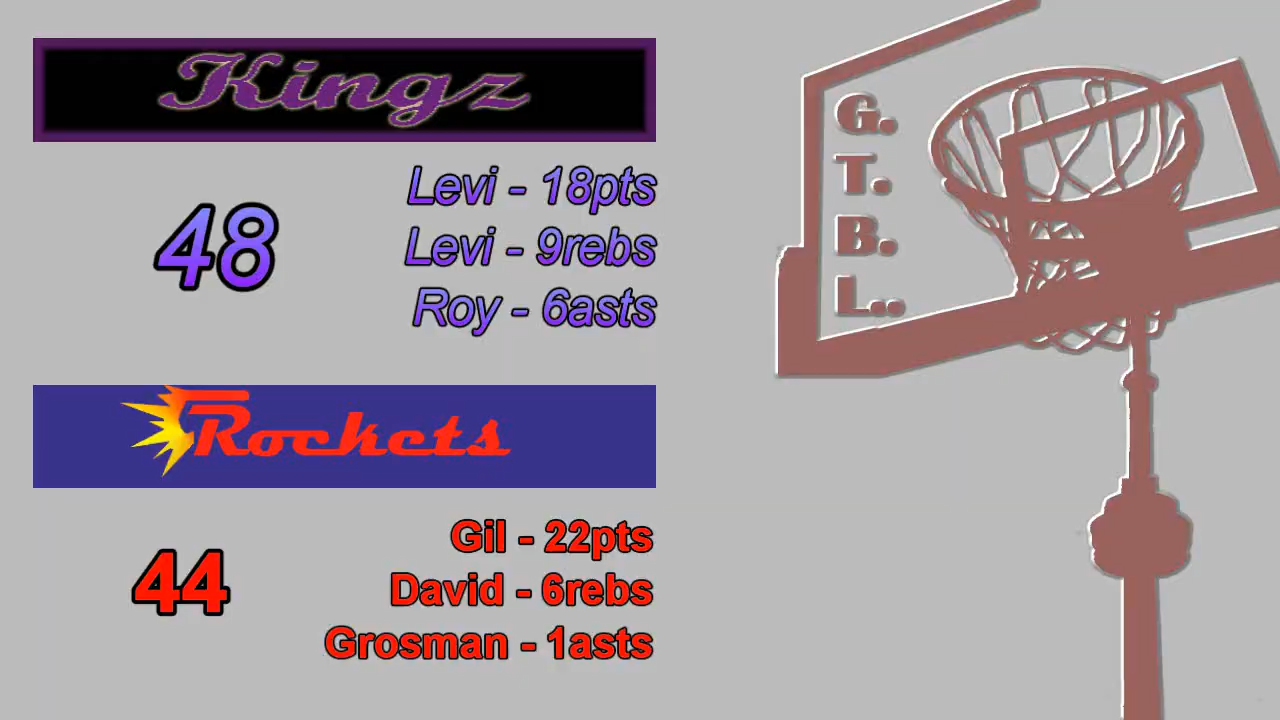 Kingz
48
Levi - 18pts
Levi - 9rebs
Roy - 6asts
Rockets
44
Gil - 22pts
David - 6rebs
Grosman - 1asts
G.
T.
B.
L..